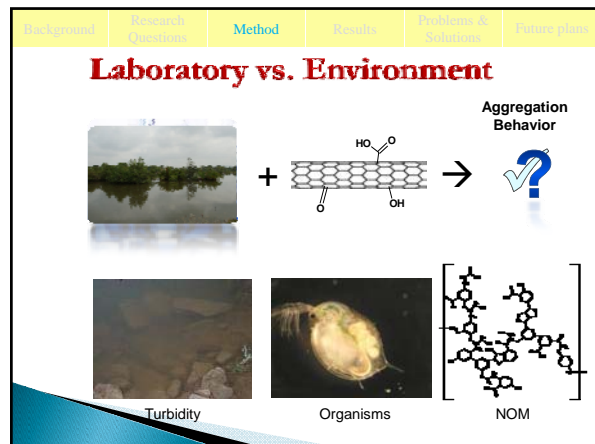 Background Research Questions Method Results Problems & Solutions Future plans
Laboratory vs. Environment
Aggregation
Behavior
HO O
+ →
O OH
Turbidity Organisms NOM